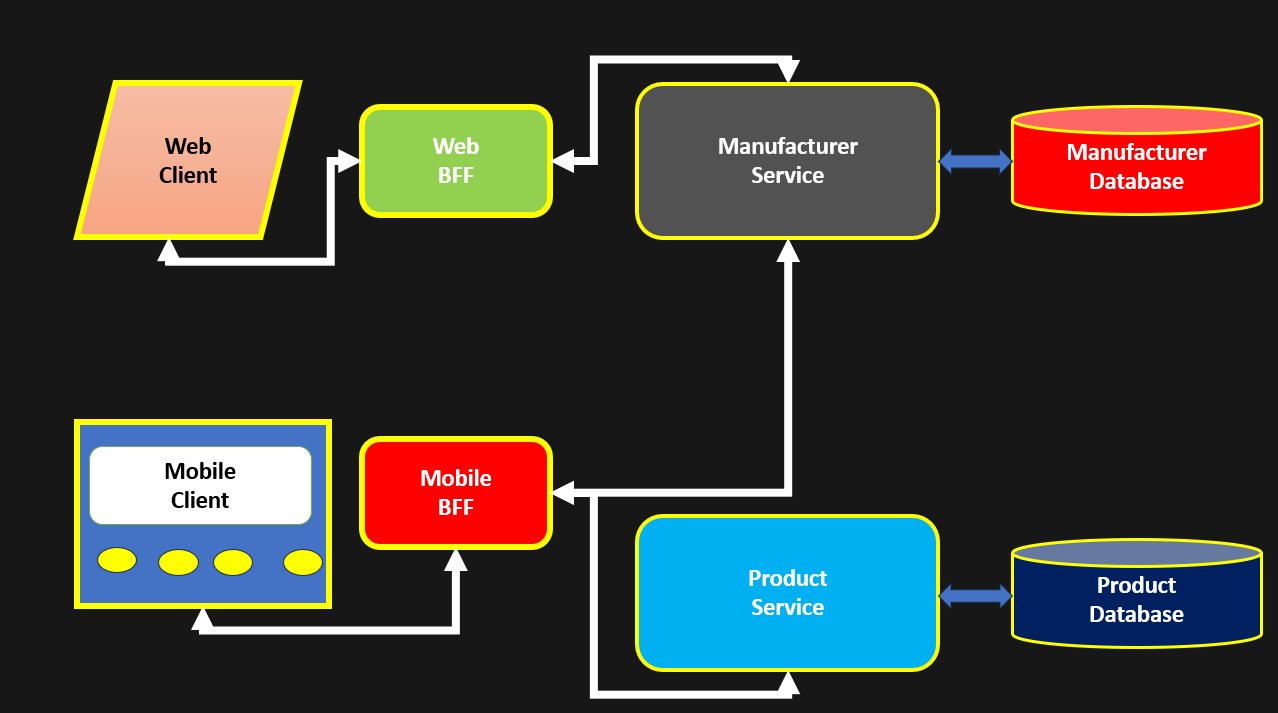 Web
Client
Web
BFF
Manufacturer
Service
Manufacturer
Database
Mobile
Client
Mobile
BFF
Product
Service
Product
Database